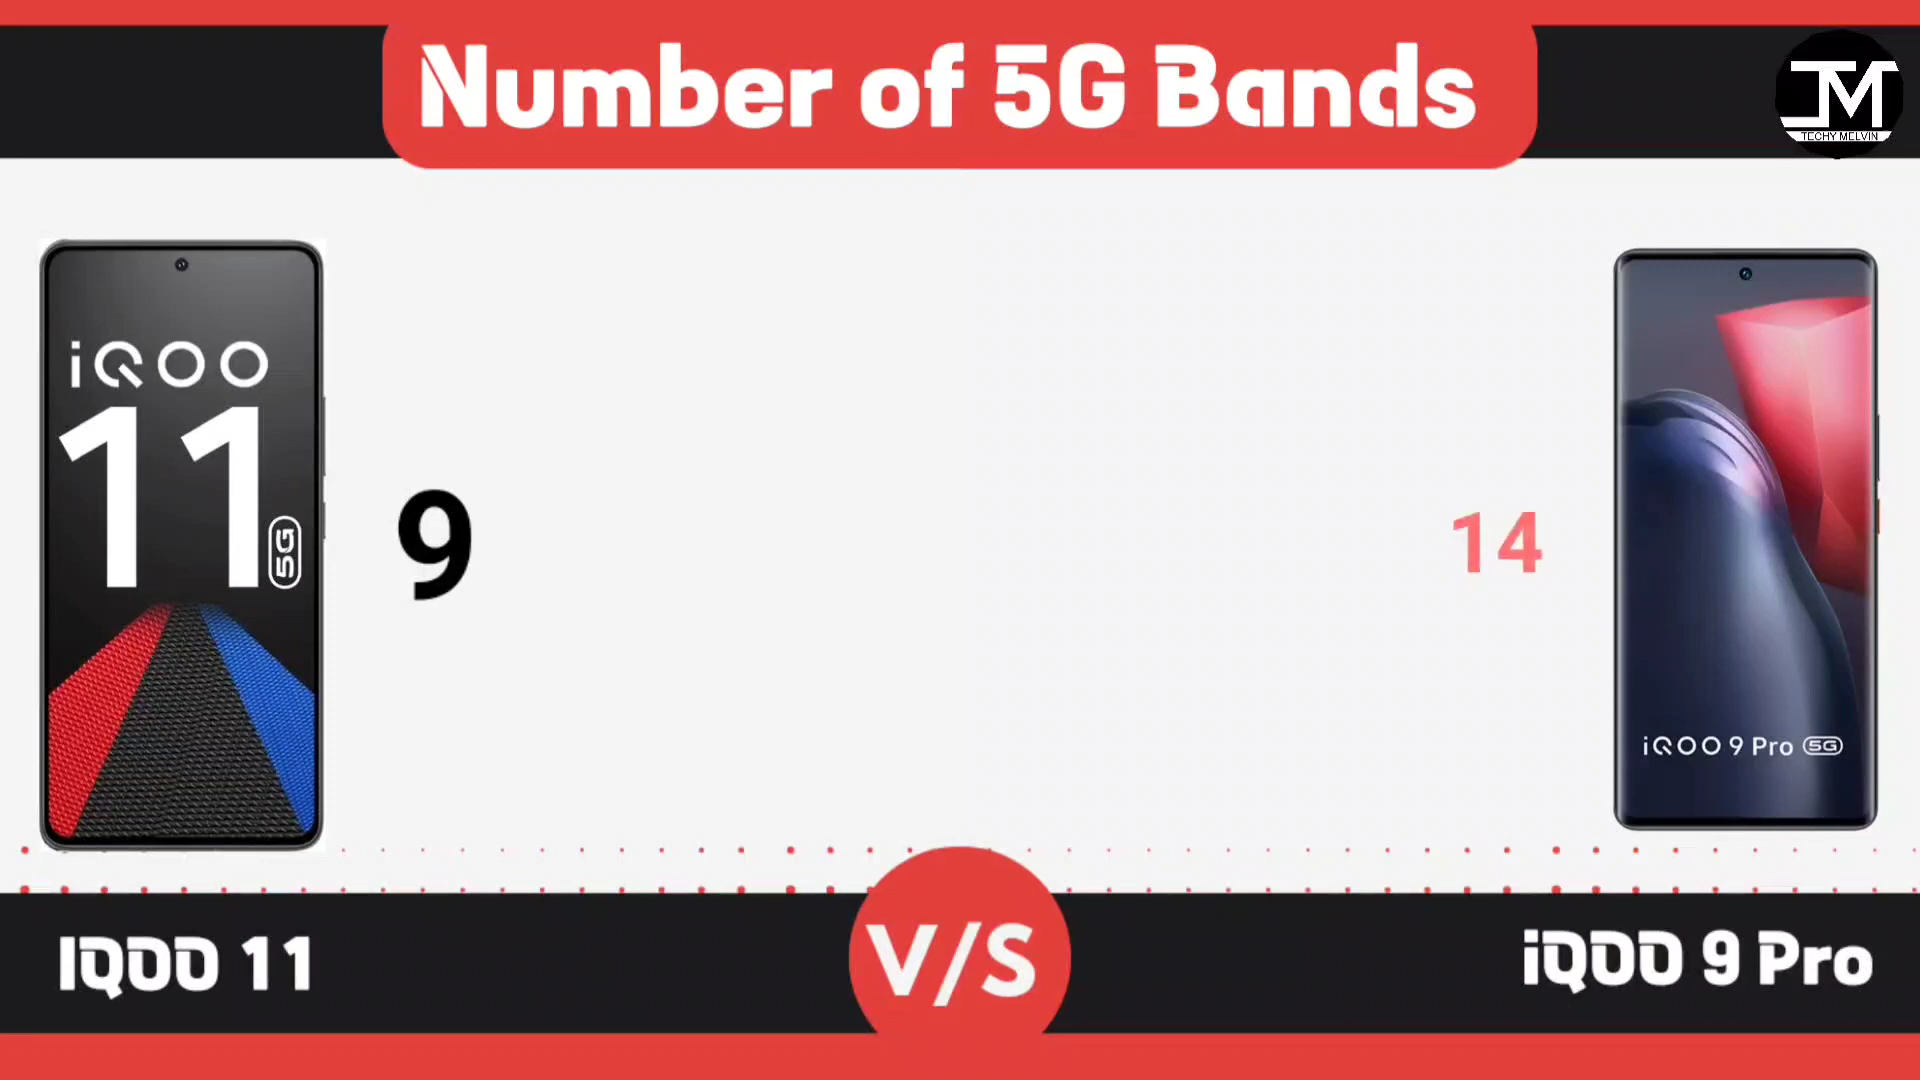 Number of 5G Bands
JM
TECHY MELVIN
iQOO
11
5G
9
14
iQOO 9 Pro 5G
IQOO 11
V/S
iQOO 9 Pro